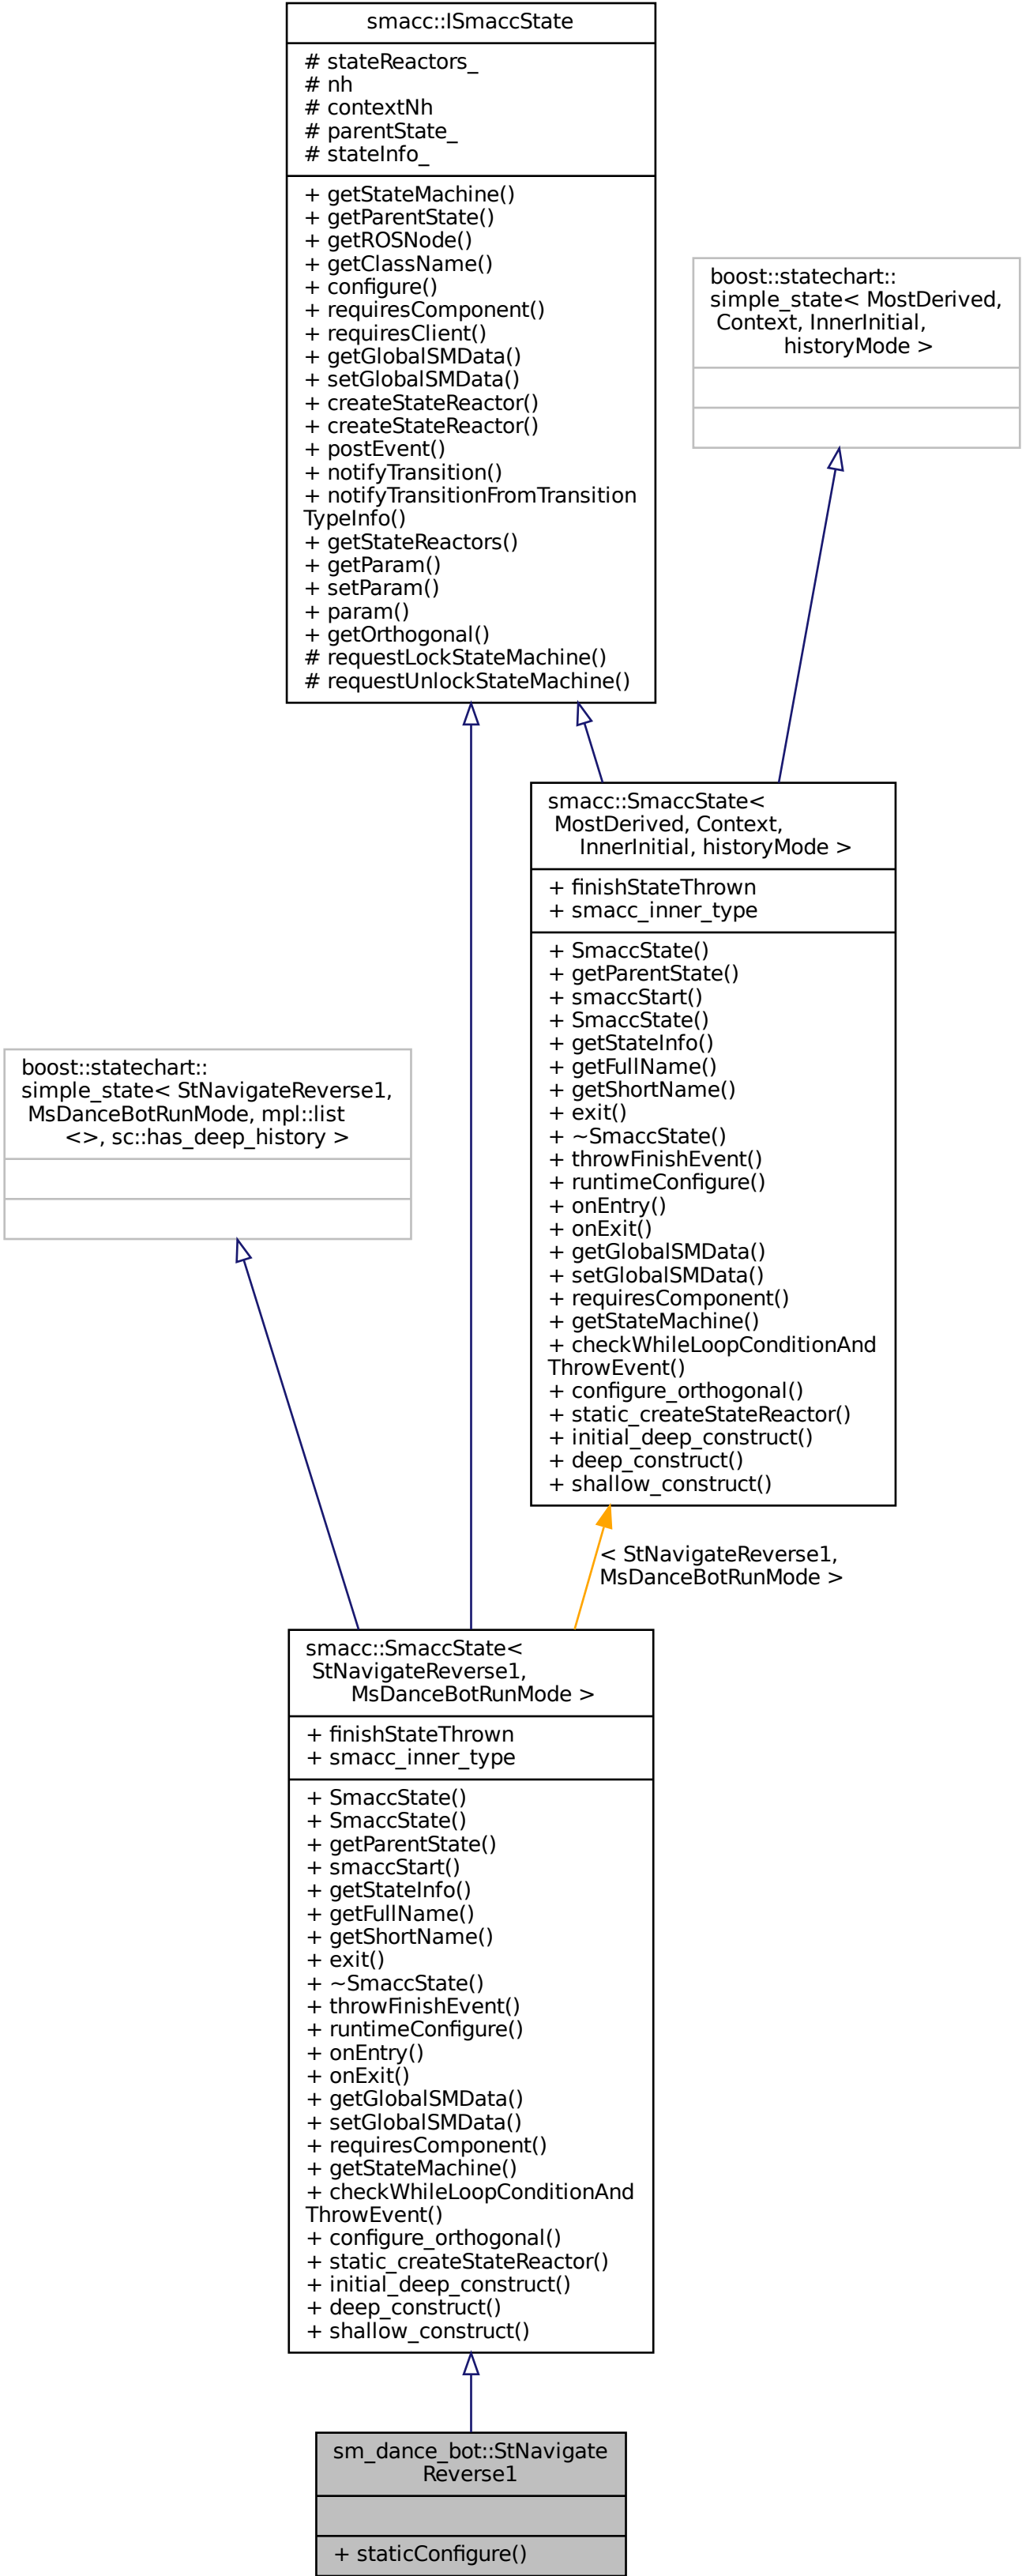 smacc::ISmaccState
# stateReactors_
# nh
# contextNh
# parentState_
# stateInfo_
+ getStateMachine()
+ getParentState()
+ getROSNode()
+ getClassName()
+ configure()
+ requiresComponent()
+ requiresClient()
+ getGlobalSMData()
+ setGlobalSMData()
+ createStateReactor()
+ createStateReactor()
+ postEvent()
+ notifyTransition()
+ notifyTransitionFromTransition
TypeInfo()
+ getStateReactors()
+ getParam()
+ setParam()
+ param()
+ getOrthogonal()
# requestLockStateMachine()
# requestUnlockStateMachine()
boost::statechart::
simple_state< MostDerived,
Context, InnerInitial,
historyMode >
smacc::SmaccState<
MostDerived, Context,
InnerInitial, historyMode >
+ finishStateThrown
+ smacc_inner_type
+ SmaccState()
+ getParentState()
+ smaccStart()
+ SmaccState()
+ getStateInfo()
+ getFullName()
+ getShortName()
+ exit()
+ ~SmaccState()
+ throwFinishEvent()
+ runtimeConfigure()
+ onEntry()
+ onExit()
+ getGlobalSMData()
+ setGlobalSMData()
+ requiresComponent()
+ getStateMachine()
+ checkWhileLoopConditionAnd
ThrowEvent()
+ configure_orthogonal()
+ static_createStateReactor()
+ initial_deep_construct()
+ deep_construct()
+ shallow_construct()
boost::statechart::
simple_state< StNavigateReverse1,
MsDanceBotRunMode, mpl::list
<>, sc::has_deep_history >
< StNavigateReverse1,
MsDanceBotRunMode >
smacc::SmaccState<
StNavigateReverse1,
MsDanceBotRunMode >
+ finishStateThrown
+ smacc_inner_type
+ SmaccState()
+ SmaccState()
+ getParentState()
+ smaccStart()
+ getStateInfo()
+ getFullName()
+ getShortName()
+ exit()
+ ~SmaccState()
+ throwFinishEvent()
+ runtimeConfigure()
+ onEntry()
+ onExit()
+ getGlobalSMData()
+ setGlobalSMData()
+ requiresComponent()
+ getStateMachine()
+ checkWhileLoopConditionAnd
ThrowEvent()
+ configure_orthogonal()
+ static_createStateReactor()
+ initial_deep_construct()
+ deep_construct()
+ shallow_construct()
sm_dance_bot::StNavigate
Reverse1
+ staticConfigure()